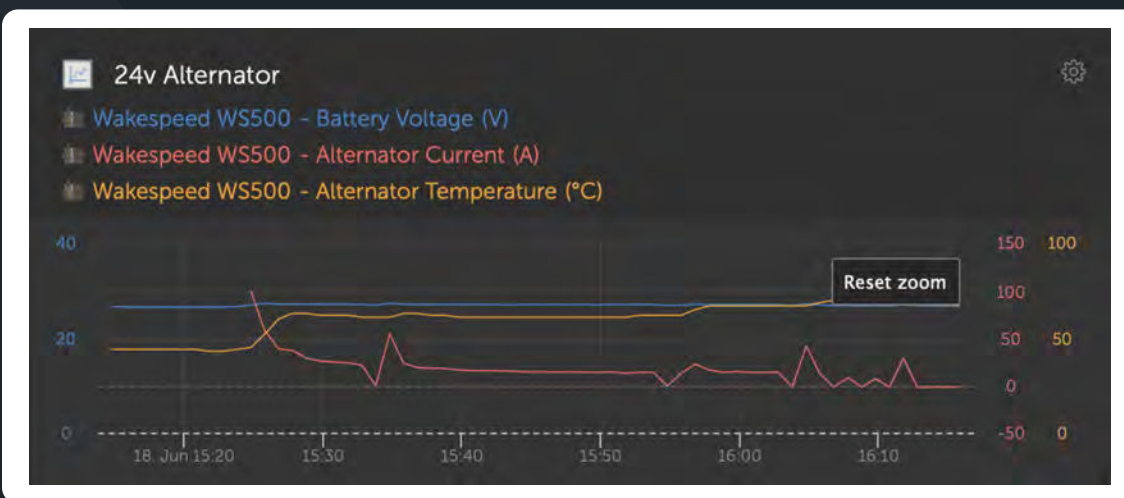 24v Alternator
Wakespeed WS500 - Battery Voltage (V)
Wakespeed WS500 - Alternator Current (A)
Wakespeed WS500 - Alternator Temperature (°C)
40 150 100
Reset zoom
100
20 50 50
0
0 -50 0
18. Jun 15:20 15:30 15:40 15:50 16:00 16:10